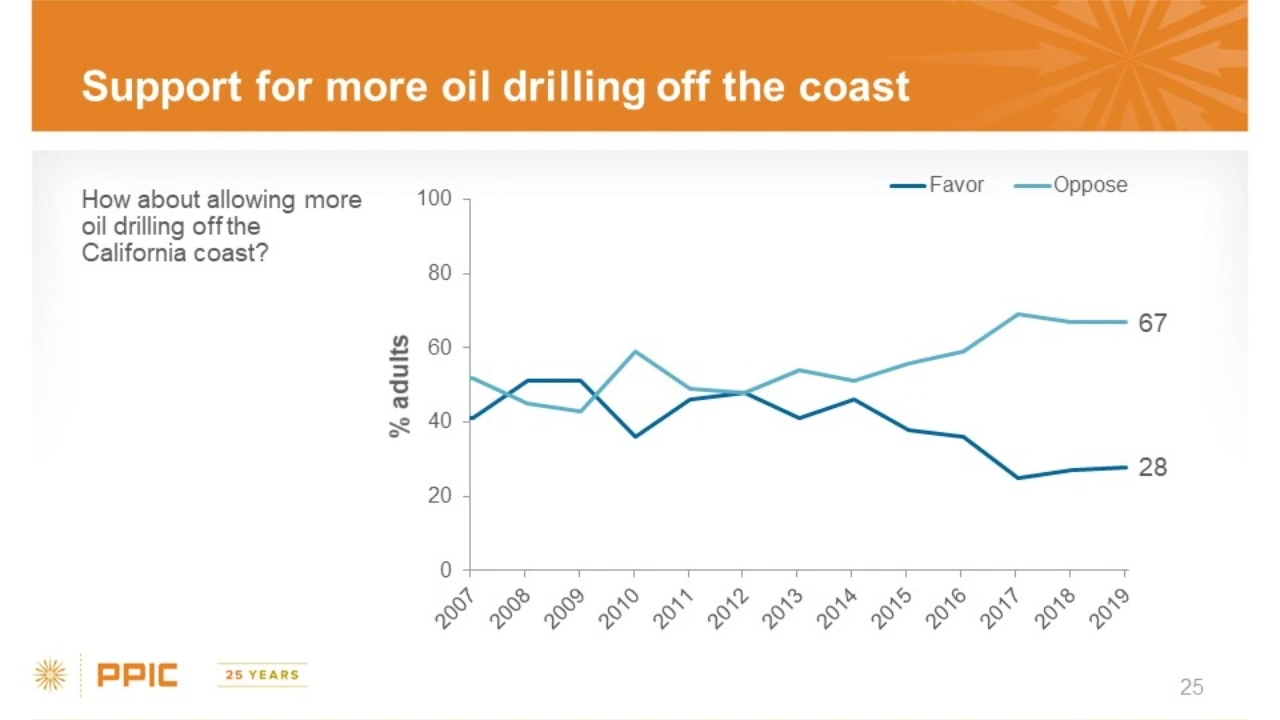 Support for more oil drilling off the coast
How about allowing more
oil drilling off the
California coast?
Favor
Oppose
% adults
100
80
60
40
20
0
67
28
2007
2008
2009
2010
2011
2012
2013
2014
2015
2016
2017
2018
2019
PPIC
25 YEARS
25